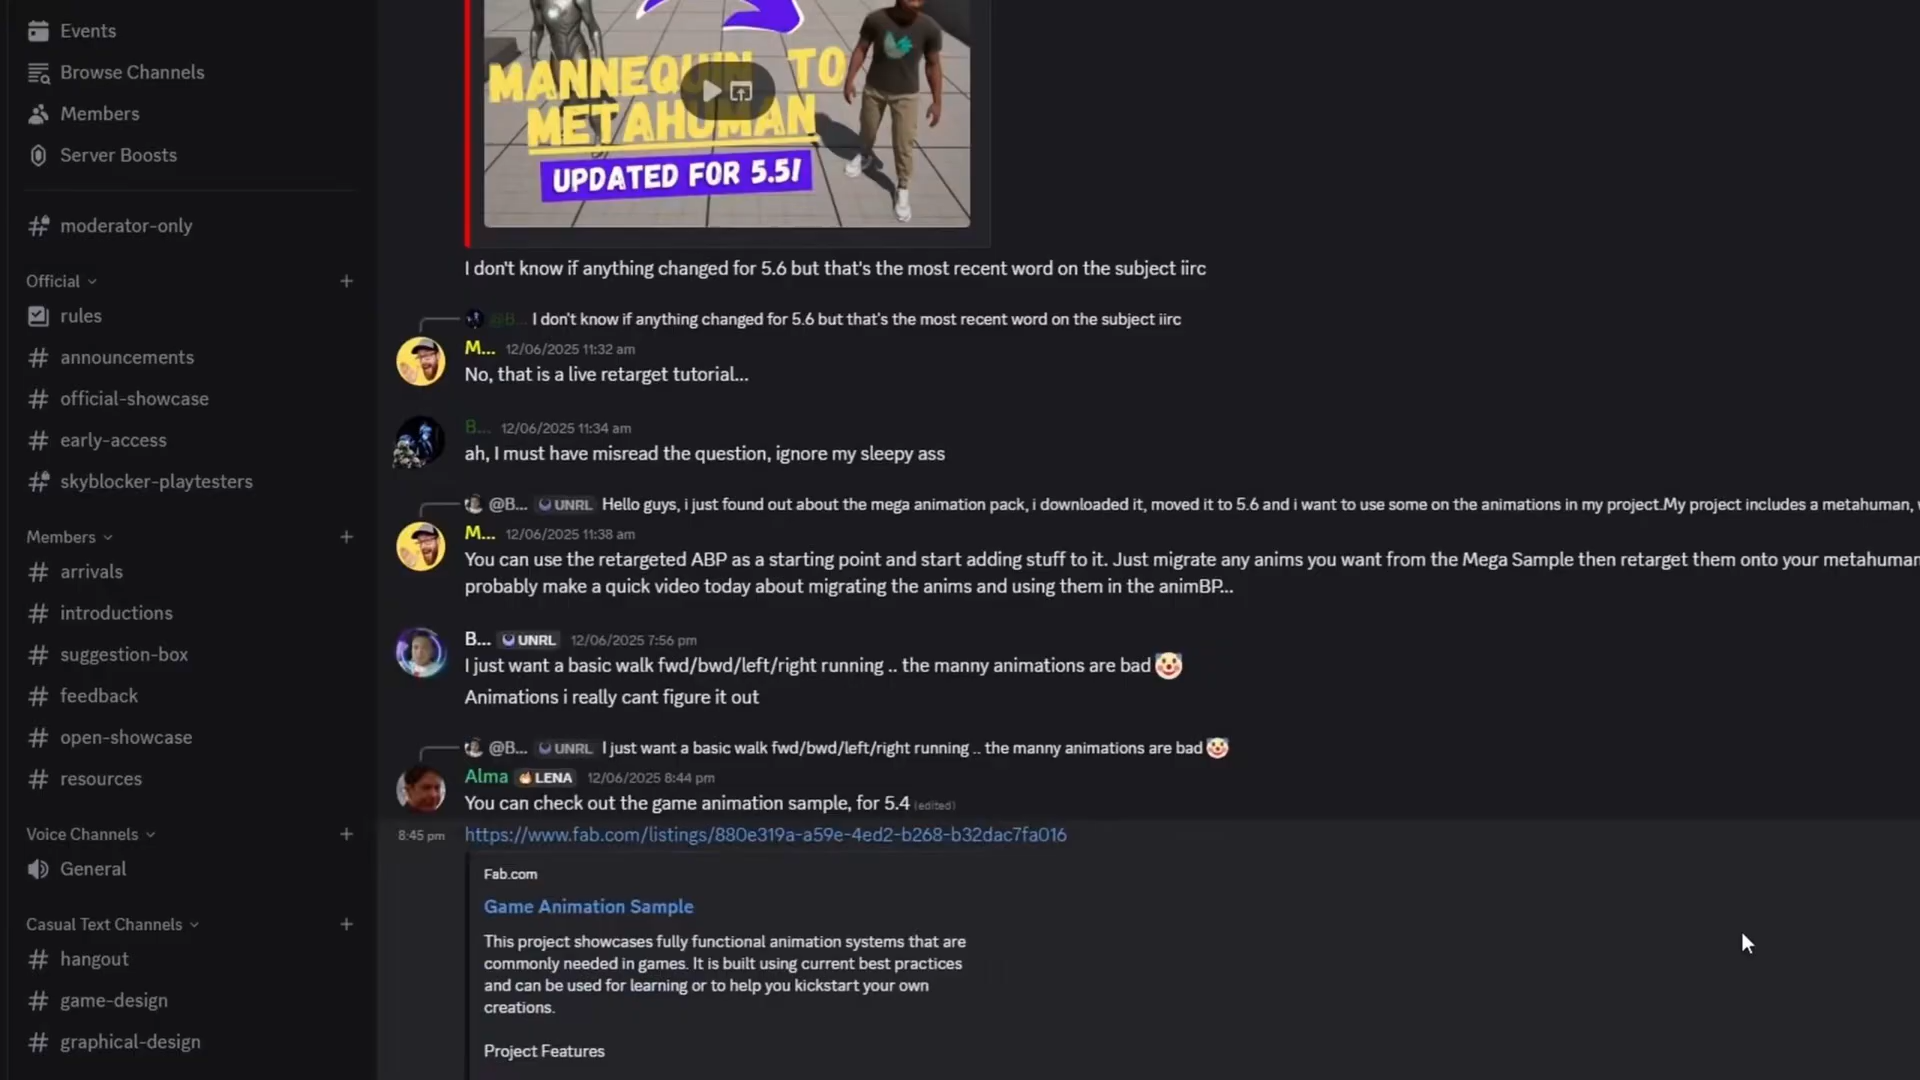 Events
Browse Channels
Members
Server Boosts
moderator-only
Official
rules
announcements
official-showcase
early-access
skyblocker-playtesters
Members
arrivals
introductions
suggestion-box
feedback
open-showcase
resources
Voice Channels
General
Casual Text Channels
hangout
game-design
graphical-design
MANNEQUIN TO
METAHUMAN
UPDATED FOR 5.5!
I don't know if anything changed for 5.6 but that's the most recent word on the subject iirc
@B... I don't know if anything changed for 5.6 but that's the most recent word on the subject iirc
M... 12/06/2025 11:32 am
No, that is a live retarget tutorial...
B... 12/06/2025 11:34 am
ah, I must have misread the question, ignore my sleepy ass
@B... UNRL Hello guys, i just found out about the mega animation pack, i downloaded it, moved it to 5.6 and i want to use some on the animations in my project.My project includes a metahuman,
M... 12/06/2025 11:38 am
You can use the retargeted ABP as a starting point and start adding stuff to it. Just migrate any anims you want from the Mega Sample then retarget them onto your metahuman
probably make a quick video today about migrating the anims and using them in the animBP...
B... UNRL 12/06/2025 7:56 pm
I just want a basic walk fwd/bwd/left/right running .. the manny animations are bad
Animations i really cant figure it out
@B... UNRL I just want a basic walk fwd/bwd/left/right running .. the manny animations are bad
Alma LENA 12/06/2025 8:44 pm
You can check out the game animation sample, for 5.4 (edited)
8:45 pm https://www.fab.com/listings/880e319a-a59e-4ed2-b268-b32dac7fa016
Fab.com
Game Animation Sample
This project showcases fully functional animation systems that are
commonly needed in games. It is built using current best practices
and can be used for learning or to help you kickstart your own
creations.
Project Features